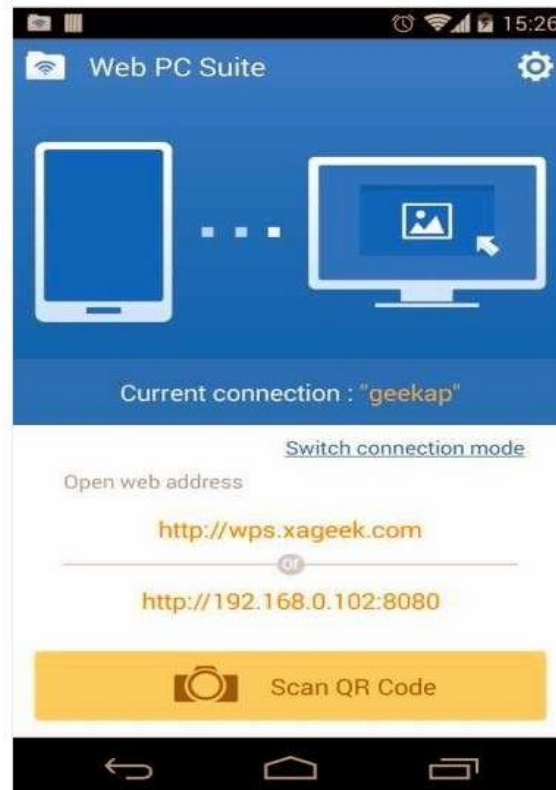 15:26
Web PC Suite
Current connection : "geekap"
Switch connection mode
Open web address
http://wps.xageek.com
or
http://192.168.0.102:8080
Scan QR Code